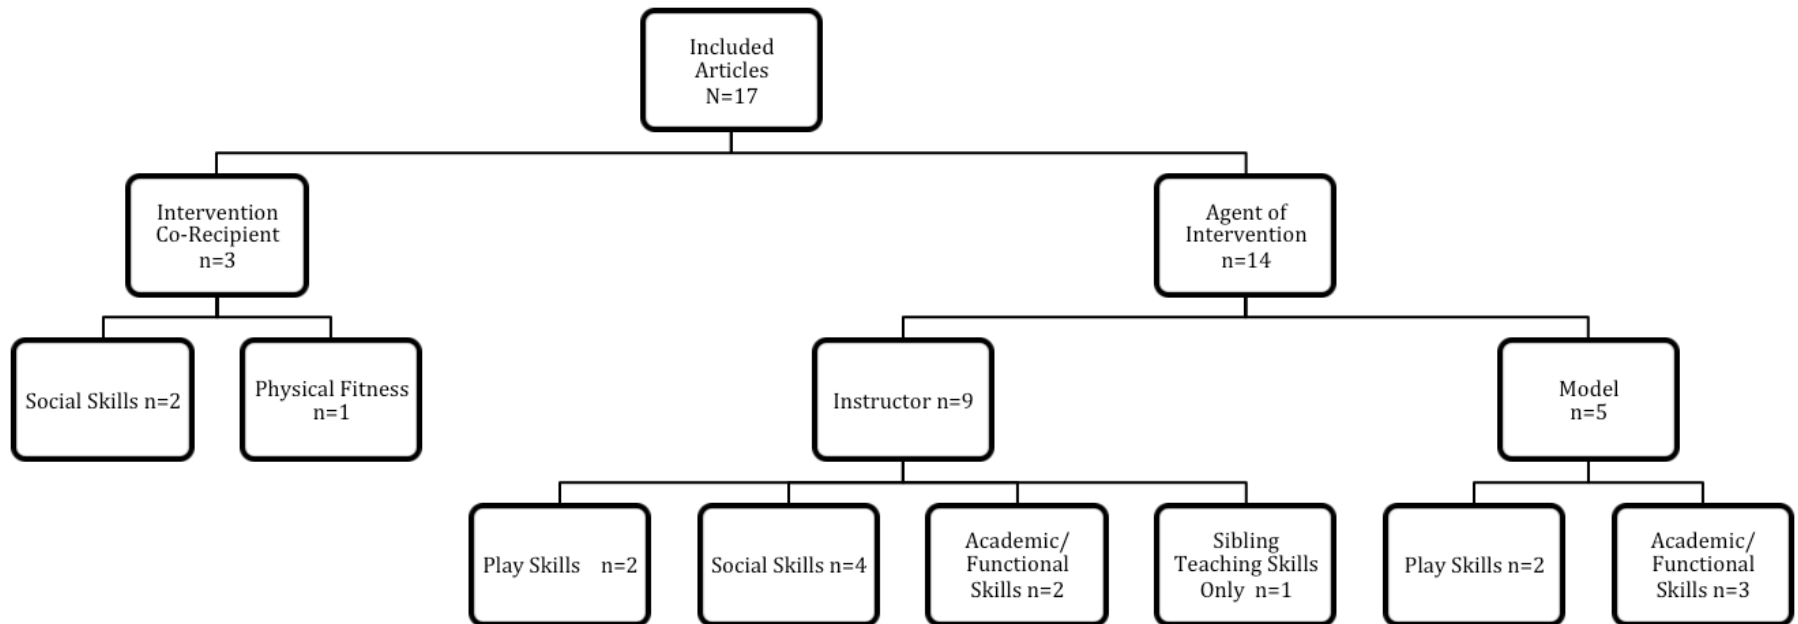 Included
Articles
N=17
Intervention
Co-Recipient
n=3
Agent of
Intervention
n=14
Social Skills n=2
Physical Fitness
n=1
Instructor n=9
Model
n=5
Play Skills n=2
Social Skills n=4
Academic/
Functional
Skills n=2
Sibling
Teaching Skills
Only n=1
Play Skills n=2
Academic/
Functional
Skills n=3